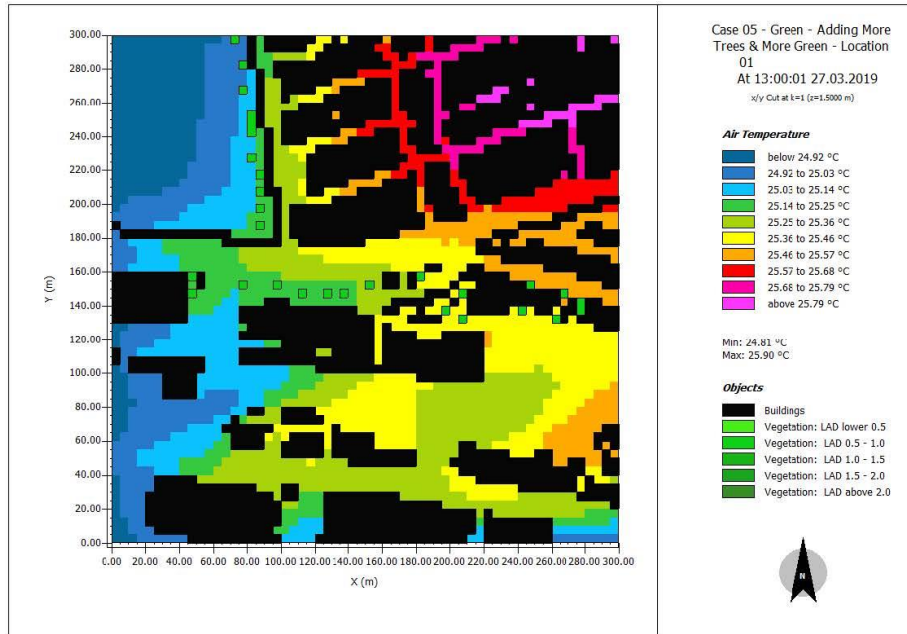 Case 05 - Green - Adding More
Trees & More Green - Location
01
At 13:00:01 27.03.2019
x/y Cut at k=1 (z=1.5000 m)
Air Temperature
below 24.92 °C
24.92 to 25.03 °C
25.03 to 25.14 °C
25.14 to 25.25 °C
25.25 to 25.36 °C
25.36 to 25.46 °C
25.46 to 25.57 °C
25.57 to 25.68 °C
25.68 to 25.79 °C
above 25.79 °C
Min: 24.81 °C
Max: 25.90 °C
Objects
Buildings
Vegetation: LAD lower 0.5
Vegetation: LAD 0.5 - 1.0
Vegetation: LAD 1.0 - 1.5
Vegetation: LAD 1.5 - 2.0
Vegetation: LAD above 2.0
N
300.00
280.00
260.00
240.00
220.00
200.00
180.00
160.00
140.00
120.00
100.00
80.00
60.00
40.00
20.00
0.00
Y (m)
0.00 20.00 40.00 60.00 80.00 100.00 120.00 140.00 160.00 180.00 200.00 220.00 240.00 260.00 280.00 300.00
X (m)